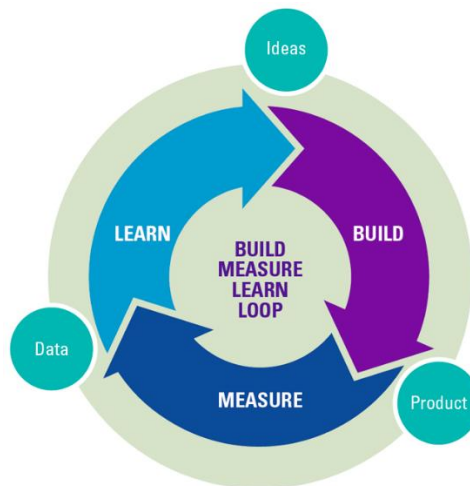 Ideas
LEARN
BUILD
BUILD
MEASURE
LEARN
LOOP
Data
Product
MEASURE